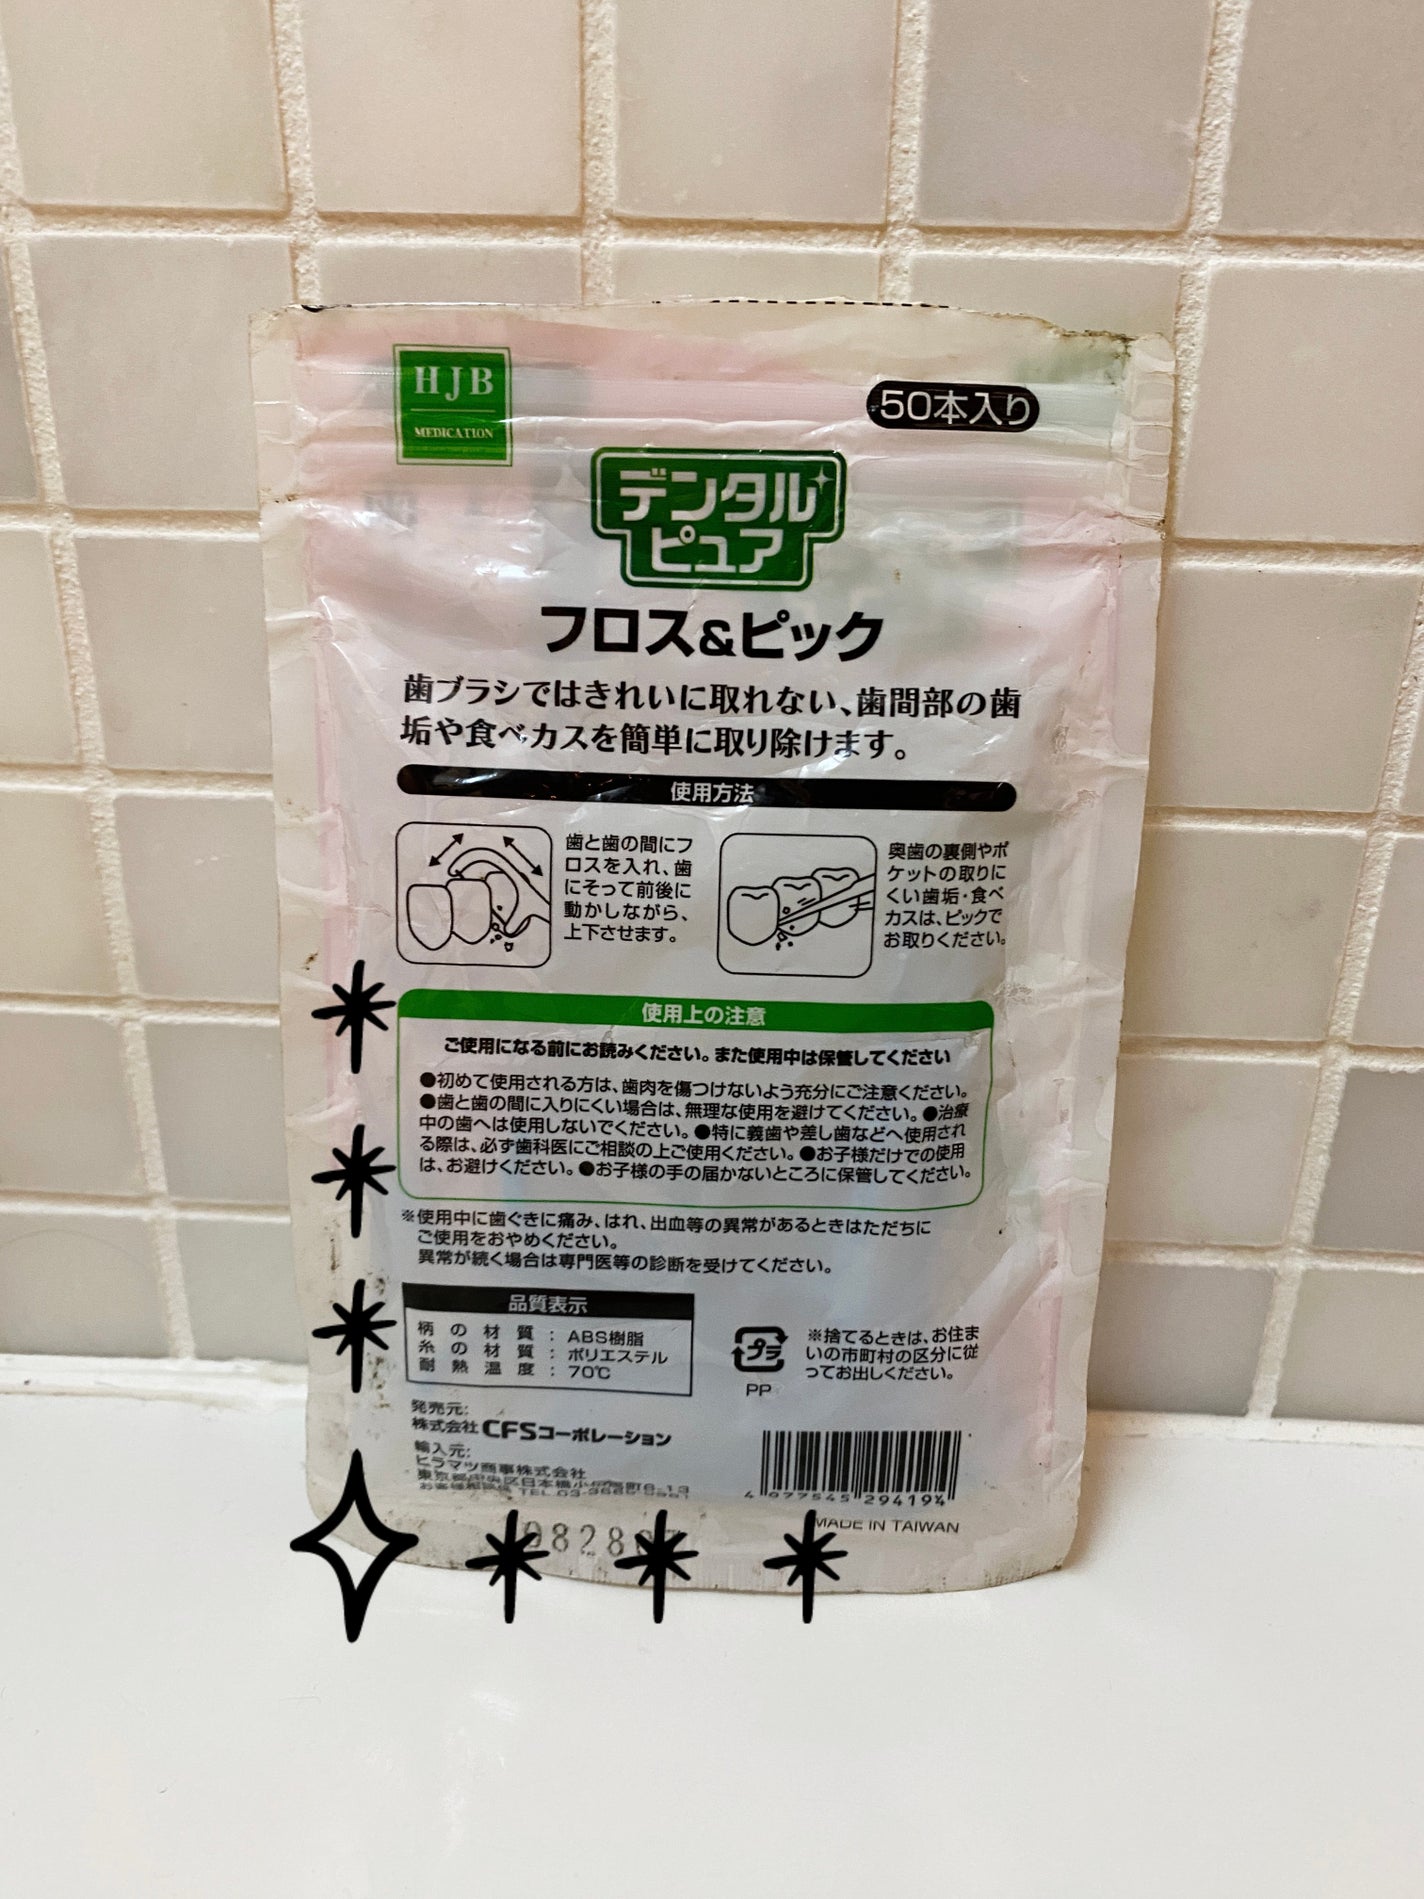 HJB
MEDICATION
50本入り
デンタル
ピュア
フロス&ピック
歯ブラシではきれいに取れない、歯間部の歯
垢や食べカスを簡単に取り除けます。
使用方法
歯と歯の間にフ
ロスを入れ、歯
にそって前後に
動かしながら、
上下させます。
奥歯の裏側やポ
ケットの取りに
くい歯垢・食べ
カスは、ピックで
お取りください。
使用上の注意
ご使用になる前にお読みください。また使用中は保管してください
●初めて使用される方は、歯肉を傷つけないよう充分にご注意ください。
●歯と歯の間に入りにくい場合は、無理な使用を避けてください。●治療
中の歯へは使用しないでください。●特に義歯や差し歯などへ使用され
る際は、必ず歯科医にご相談の上ご使用ください。●お子様だけでの使用
は、お避けください。●お子様の手の届かないところに保管してください。
※使用中に歯ぐきに痛み、はれ、出血等の異常があるときはただちに
ご使用をおやめください。
異常が続く場合は専門医等の診断を受けてください。
品質表示
柄の材質:ABS樹脂
糸の材質:ポリエステル
耐熱温度:70℃
プラ
PP
※捨てるときは、お住ま
いの市町村の区分に従
ってお出しください。
発売元:
株式会社CFSコーポレーション
輸入元:
ヒラマツ商事株式会社
東京都中央区日本橋小
TEL.03-3665-
4 977545 294194
MADE IN TAIWAN